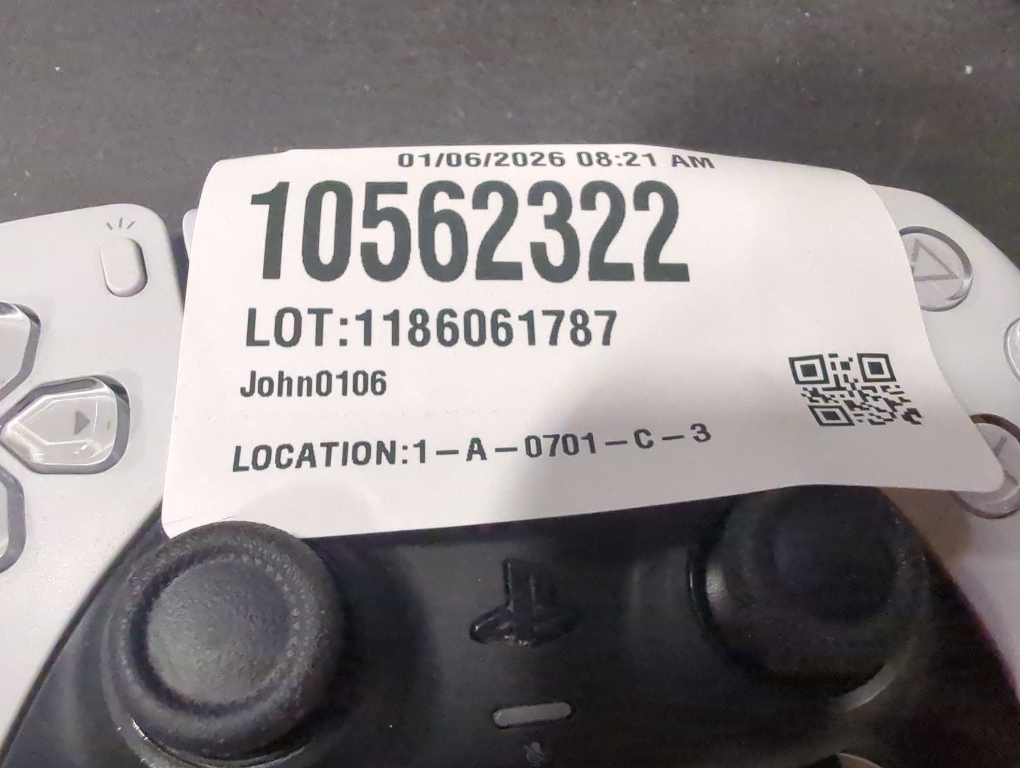 01/06/2026 08:21 AM
10562322
LOT:1186061787
John0106
LOCATION:1-A-0701-C-3